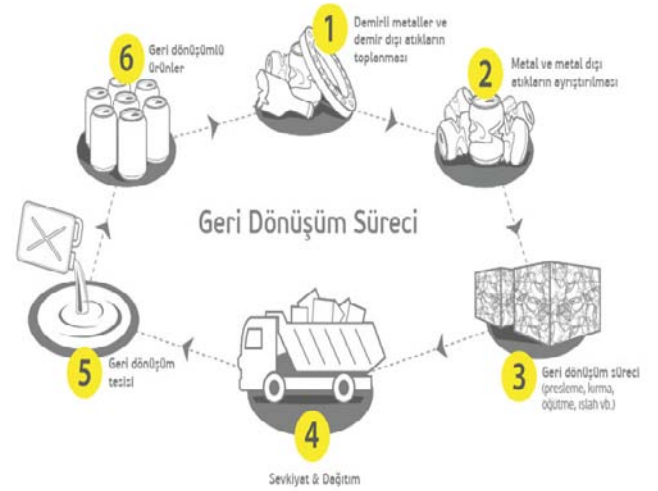 1
Demirli metaller ve
demir dışı atıkların
toplanması
2
Metal ve metal dışı
atıkların ayrıştırılması
3
Geri dönüşüm süreci
(presleme, kırma,
öğütme, ıslah vb.)
4
Sevkiyat & Dağıtım
5
Geri dönüşüm
tesisi
6
Geri dönüşümlü
ürünler
Geri Dönüşüm Süreci